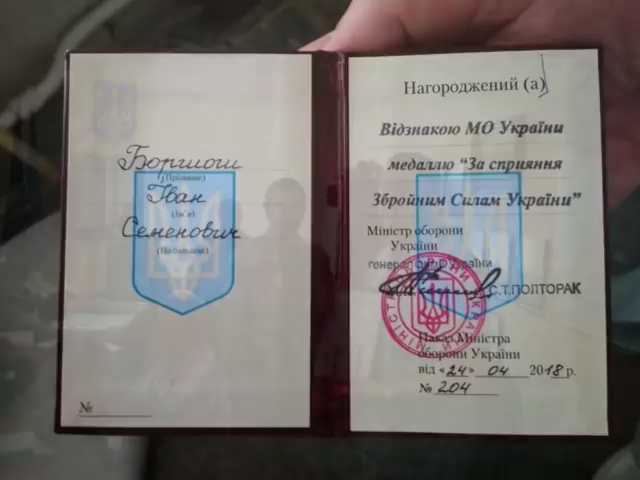 Боршош
(Прізвище)
Іван
(Ім'я)
Семенович
(По батькові)
№
Нагороджений (а)
Відзнакою МО України
медаллю “За сприяння
Збройним Силам України”
Міністр оборони
України
генерал армії України
С.Т.ПОЛТОРАК
Наказ Міністра
оборони України
від «24» 04 2018 р.
№ 204